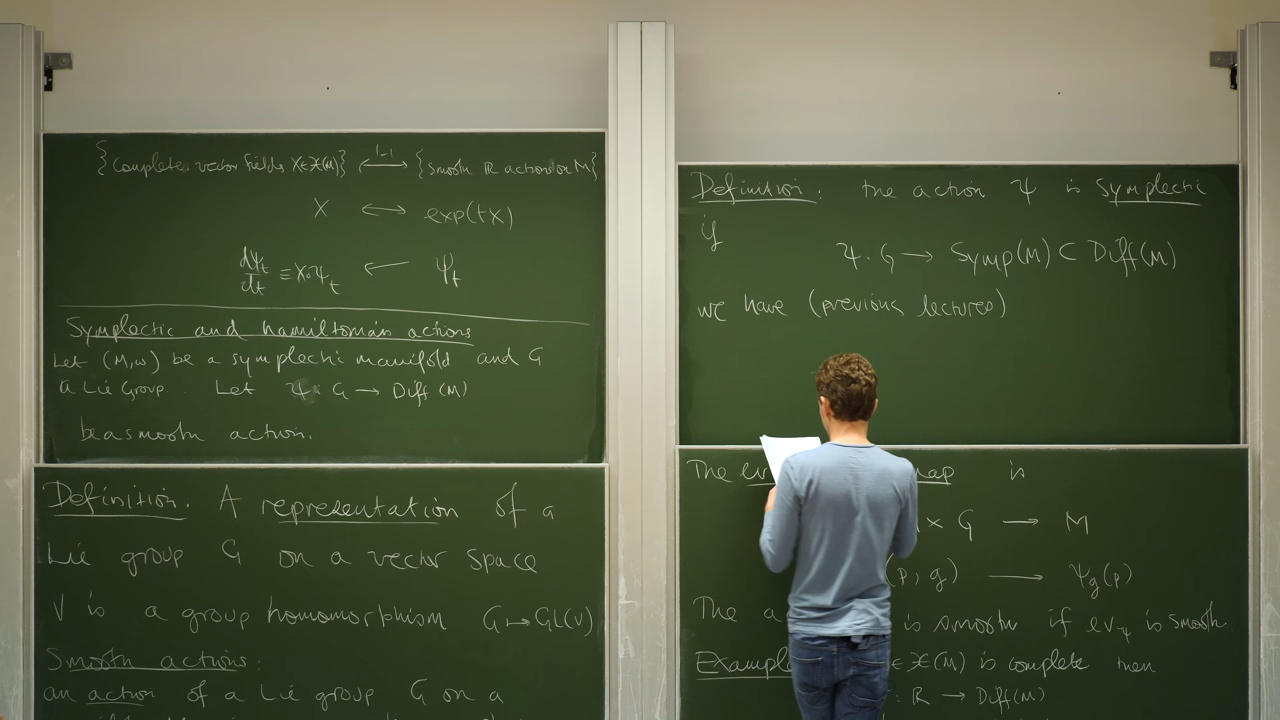 {complete vector fields X∈𝔛(M)} ⟷ {smooth ℝ actions on M}
1-1
X ⟷ exp(tX)
dψt/dt = X∘ψt ⟵ ψt
Symplectic and hamiltonian actions
Let (M,ω) be a symplectic manifold and G
a Lie Group. Let Ψ: G → Diff(M)
be a smooth action.
Definition. A representation of a
Lie group G on a vector space
V is a group homomorphism G ↦ GL(V)
Smooth actions:
an action of a Lie group G on a
Definition: the action Ψ is symplectic
if
Ψ: G → Symp(M) ⊂ Diff(M)
we have (previous lectures)
The map is
× G → M
(p, g) → ψg(p)
The is smooth if evψ is smooth
Example ∈ 𝔛(M) is complete then
: ℝ → Diff(M)